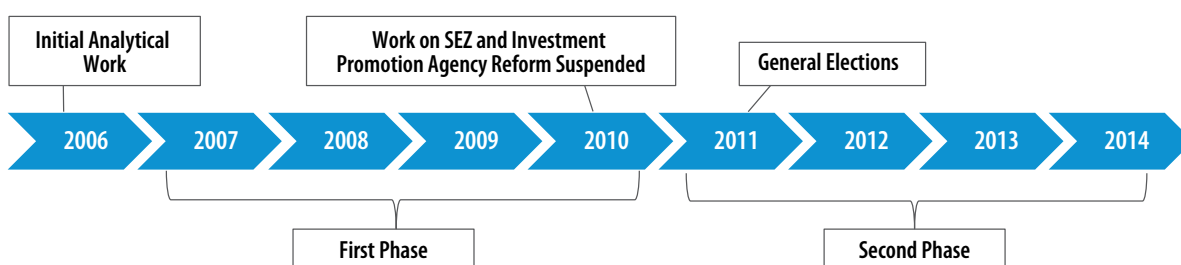 Initial Analytical
Work
Work on SEZ and Investment
Promotion Agency Reform Suspended
General Elections
2006
2007
2008
2009
2010
2011
2012
2013
2014
First Phase
Second Phase